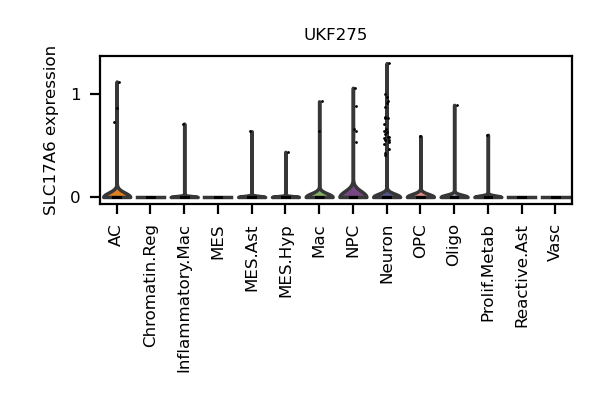 UKF275
SLC17A6 expression
1
0
AC
Chromatin.Reg
Inflammatory.Mac
MES
MES.Ast
MES.Hyp
Mac
NPC
Neuron
OPC
Oligo
Prolif.Metab
Reactive.Ast
Vasc